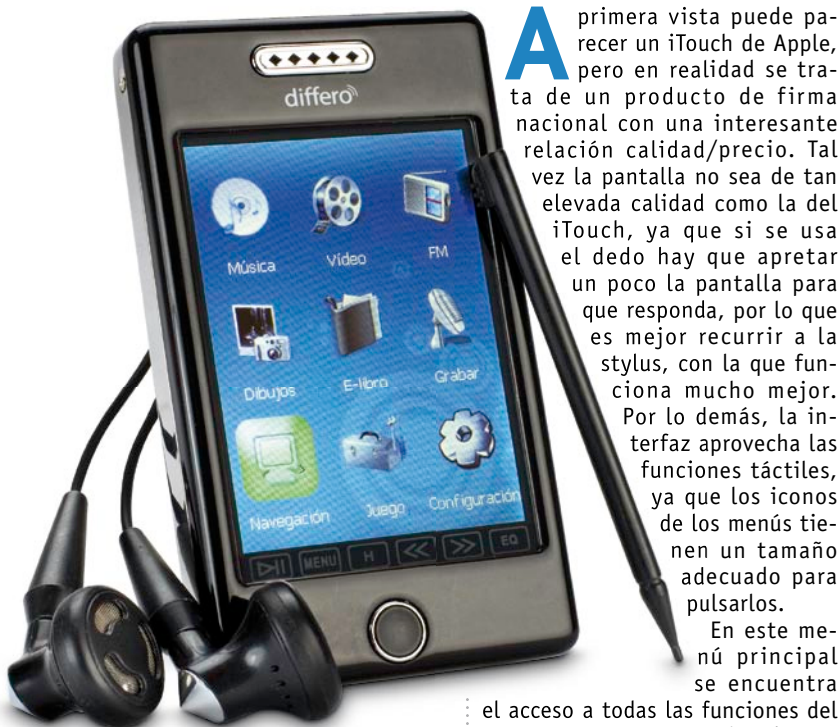 differo
Música Vídeo FM
Dibujos E-libro Grabar
Navegación Juego Configuración
MENU H EQ
A primera vista puede pa-
recer un iTouch de Apple,
pero en realidad se tra-
ta de un producto de firma
nacional con una interesante
relación calidad/precio. Tal
vez la pantalla no sea de tan
elevada calidad como la del
iTouch, ya que si se usa
el dedo hay que apretar
un poco la pantalla para
que responda, por lo que
es mejor recurrir a la
stylus, con la que fun-
ciona mucho mejor.
Por lo demás, la in-
terfaz aprovecha las
funciones táctiles,
ya que los iconos
de los menús tie-
nen un tamaño
adecuado para
pulsarlos.
En este me-
nú principal
se encuentra
el acceso a todas las funciones del